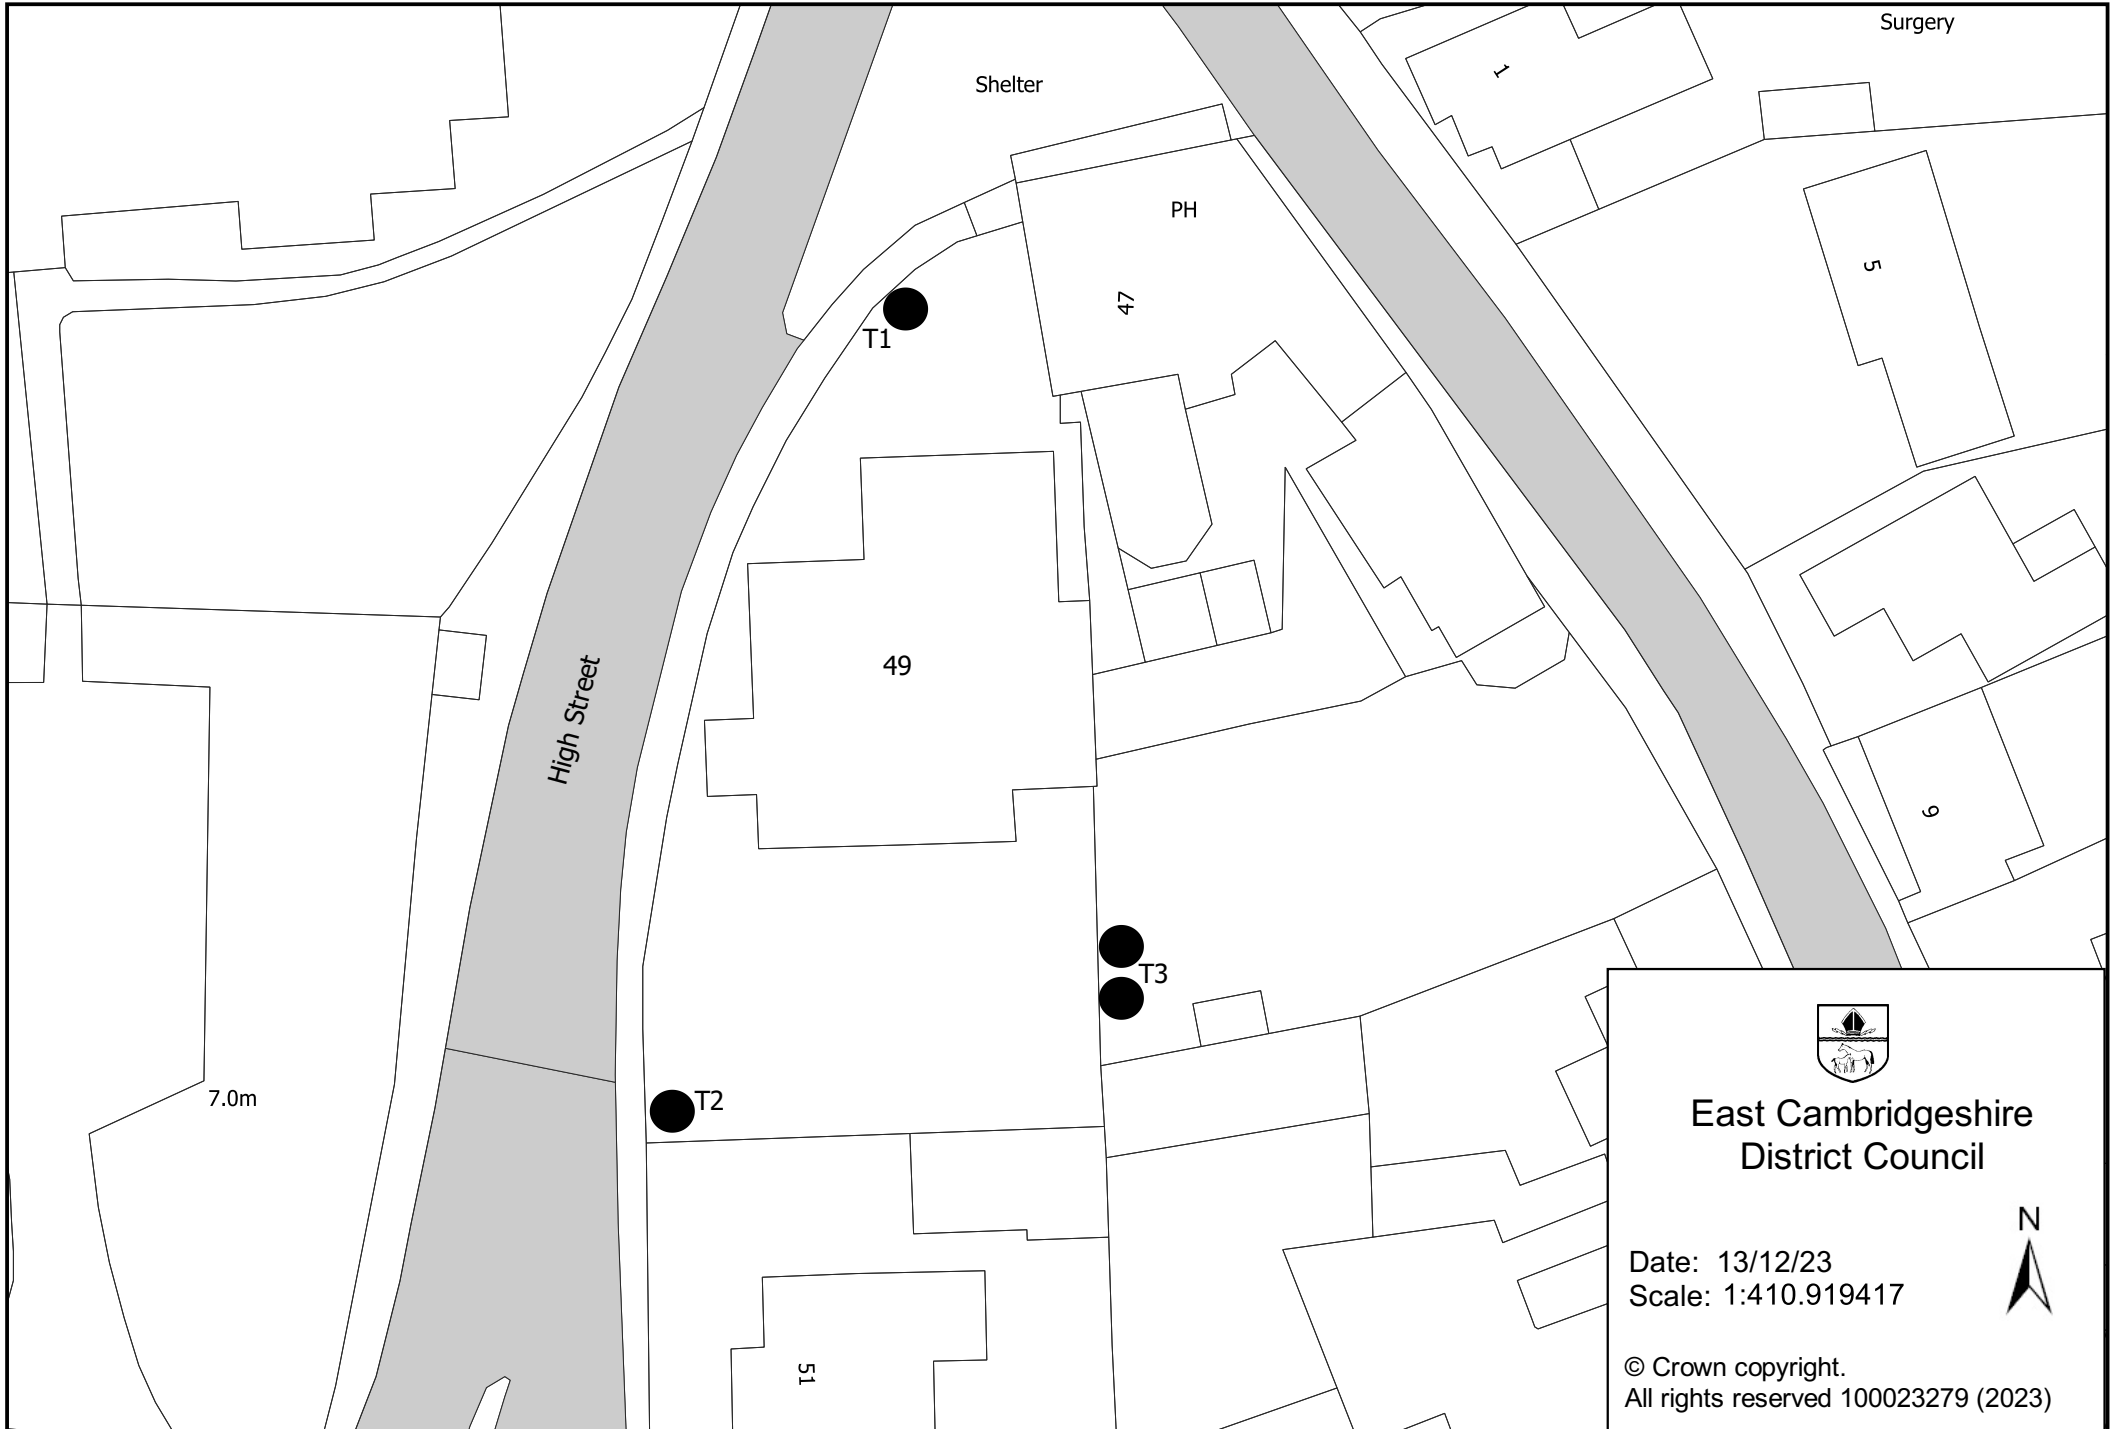 Surgery
Shelter
1
PH
5
47
T1
49
High Street
9
T3
7.0m
T2
51
East Cambridgeshire
District Council
N
Date: 13/12/23
Scale: 1:410.919417
© Crown copyright.
All rights reserved 100023279 (2023)